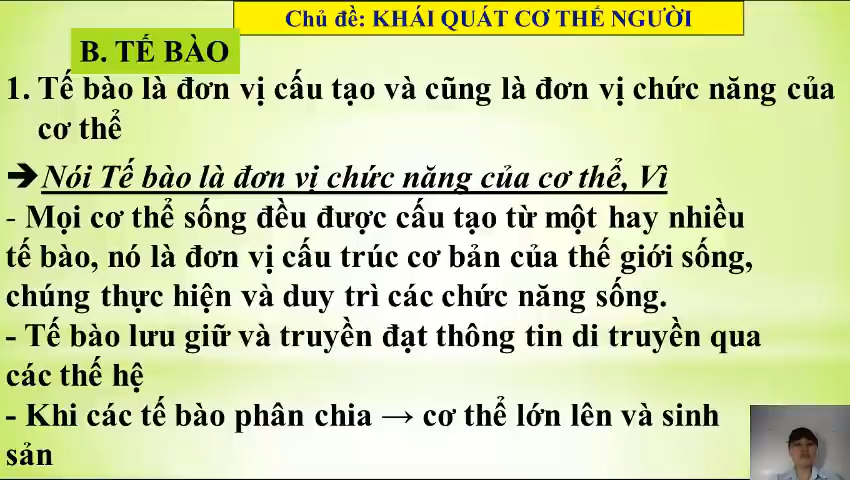 Chủ đề: KHÁI QUÁT CƠ THỂ NGƯỜI
B. TẾ BÀO
1. Tế bào là đơn vị cấu tạo và cũng là đơn vị chức năng của
cơ thể
➔Nói Tế bào là đơn vị chức năng của cơ thể, Vì
- Mọi cơ thể sống đều được cấu tạo từ một hay nhiều
tế bào, nó là đơn vị cấu trúc cơ bản của thế giới sống,
chúng thực hiện và duy trì các chức năng sống.
- Tế bào lưu giữ và truyền đạt thông tin di truyền qua
các thế hệ
- Khi các tế bào phân chia → cơ thể lớn lên và sinh
sản